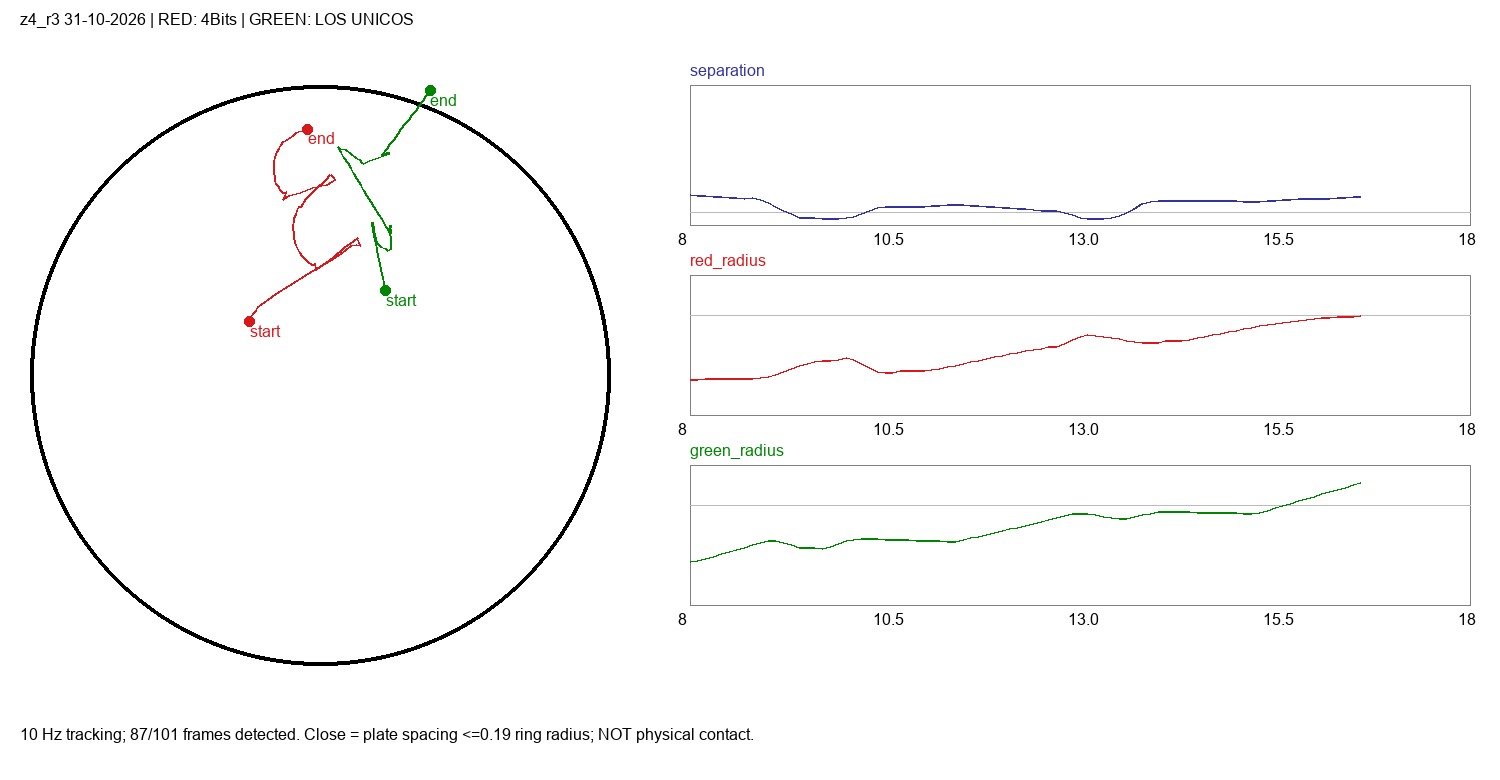 z4_r3 31-10-2026 | RED: 4Bits | GREEN: LOS UNICOS
separation
8 10.5 13.0 15.5 18
red_radius
8 10.5 13.0 15.5 18
green_radius
8 10.5 13.0 15.5 18
end
end
start
start
10 Hz tracking; 87/101 frames detected. Close = plate spacing <=0.19 ring radius; NOT physical contact.